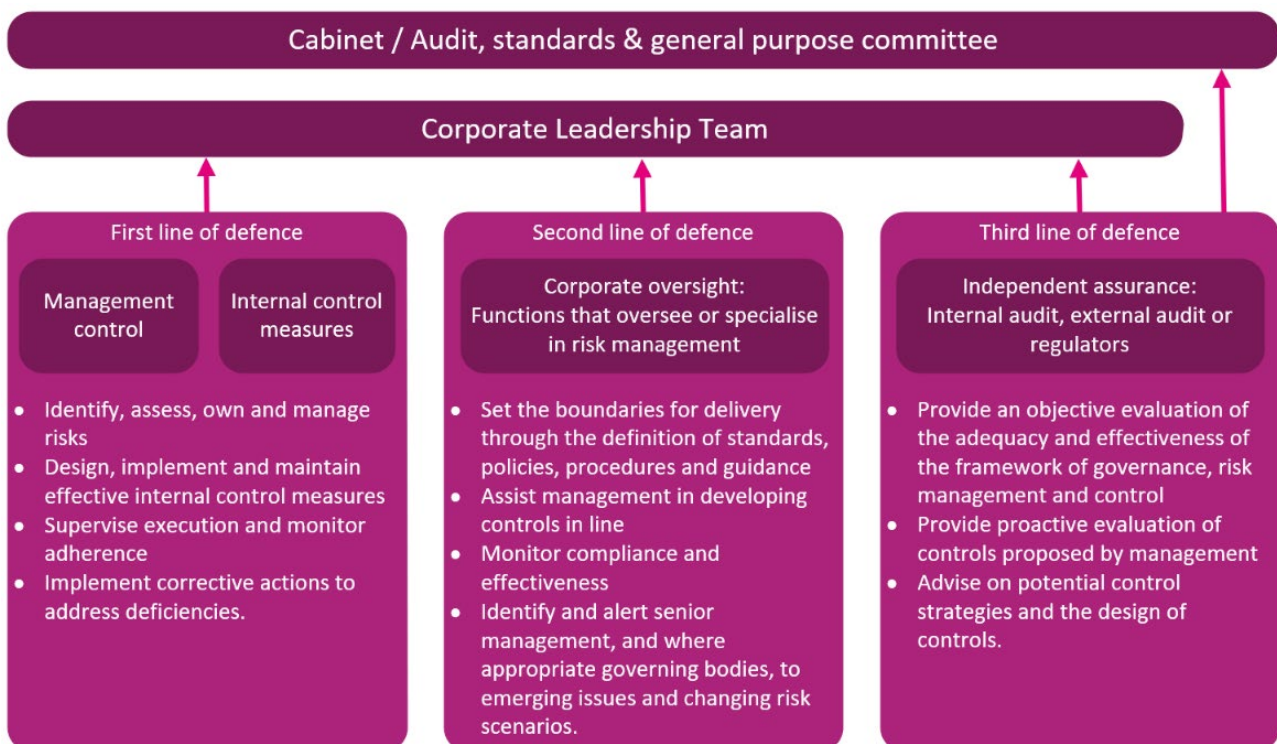 Cabinet / Audit, standards & general purpose committee
Corporate Leadership Team
First line of defence
Management
control
Internal control
measures
• Identify, assess, own and manage
risks
• Design, implement and maintain
effective internal control measures
• Supervise execution and monitor
adherence
• Implement corrective actions to
address deficiencies.
Second line of defence
Corporate oversight:
Functions that oversee or specialise
in risk management
• Set the boundaries for delivery
through the definition of standards,
policies, procedures and guidance
• Assist management in developing
controls in line
• Monitor compliance and
effectiveness
• Identify and alert senior
management, and where
appropriate governing bodies, to
emerging issues and changing risk
scenarios.
Third line of defence
Independent assurance:
Internal audit, external audit or
regulators
• Provide an objective evaluation of
the adequacy and effectiveness of
the framework of governance, risk
management and control
• Provide proactive evaluation of
controls proposed by management
• Advise on potential control
strategies and the design of
controls.